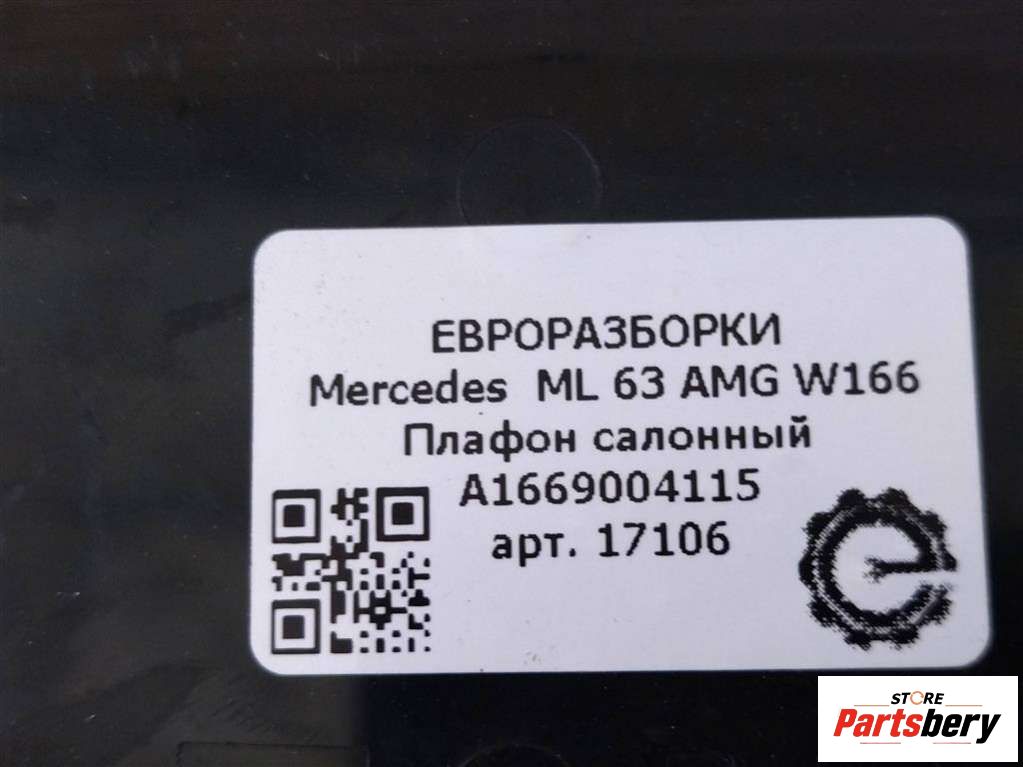 ЕВРОРАЗБОРКИ
Mercedes ML 63 AMG W166
Плафон салонный
A1669004115
арт. 17106
STORE
Partsbery